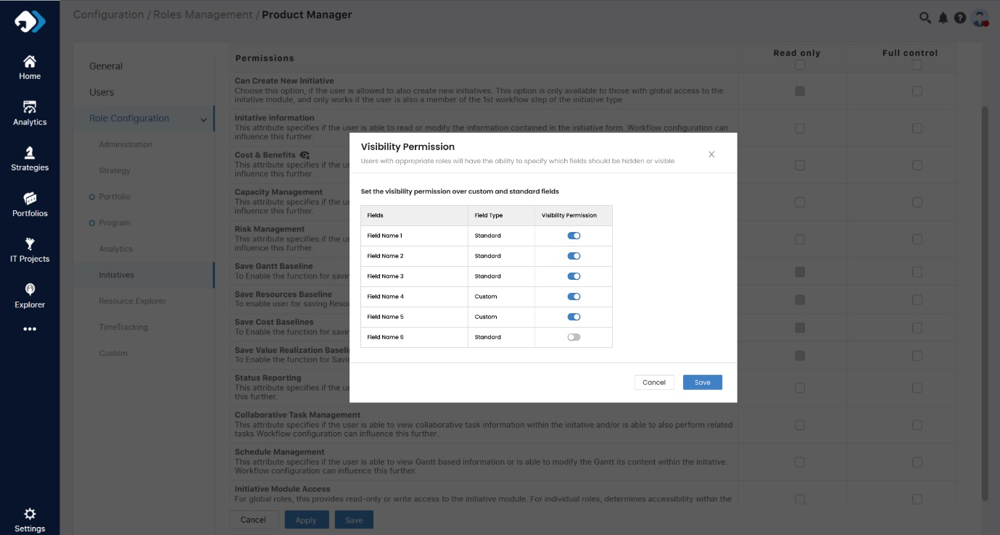 Configuration / Roles Management / Product Manager
Home
Analytics
Strategies
Portfolios
IT Projects
Explorer
Settings
General
Users
Role Configuration
Administration
Strategy
Portfolio
Program
Analytics
Initiatives
Resource Explorer
TimeTracking
Custom
Permissions
Read only
Full control
Can Create New Initiative
Choose this option, if the user is allowed to also create new initiatives. This option is only available to those with global access to the
initative module, and only works if the user is also a member of the 1st workflow step of the initiative type
Initative information
This attribute specifies if the user is able to read or modify the information contained in the initiative form. Workflow configuration can
influence this further.
Cost & Benefits
This attribute specifies if the us
influence this further.
Capacity Management
This attribute specifies if the us
influence this further.
Risk Management
This attribute specifies if the us
influence this further.
Save Gantt Baseline
To Enable the function for savin
Save Resources Baseline
To enable user for saving Resou
Save Cost Baselines
To Enable the function for savin
Save Value Realization Baseli
To Enable the function for Savin
Status Reporting
This attribute specifies if the us
this further.
Collaborative Task Management
This attribute specifies if the user is able to view collaborative task information within the initative and/or is able to also perform related
tasks Workflow configuration can influence this further.
Schedule Management
This attribute specifies if the user is able to view Gantt based information or is able to modify the Gantt its content within the initative.
Workflow configuration can influence this further.
Initiative Module Access
For global roles, this provides read-only or write access to the initiative module. For individual roles, determines accessibility within the
Cancel
Apply
Save
Visibility Permission
Users with appropriate roles will have the ability to specify which fields should be hidden or visible
X
Set the visibility permission over custom and standard fields
Fields Field Type Visibility Permission
Field Name 1 Standard
Field Name 2 Standard
Field Name 3 Standard
Field Name 4 Custom
Field Name 5 Custom
Field Name 6 Standard
Cancel
Save